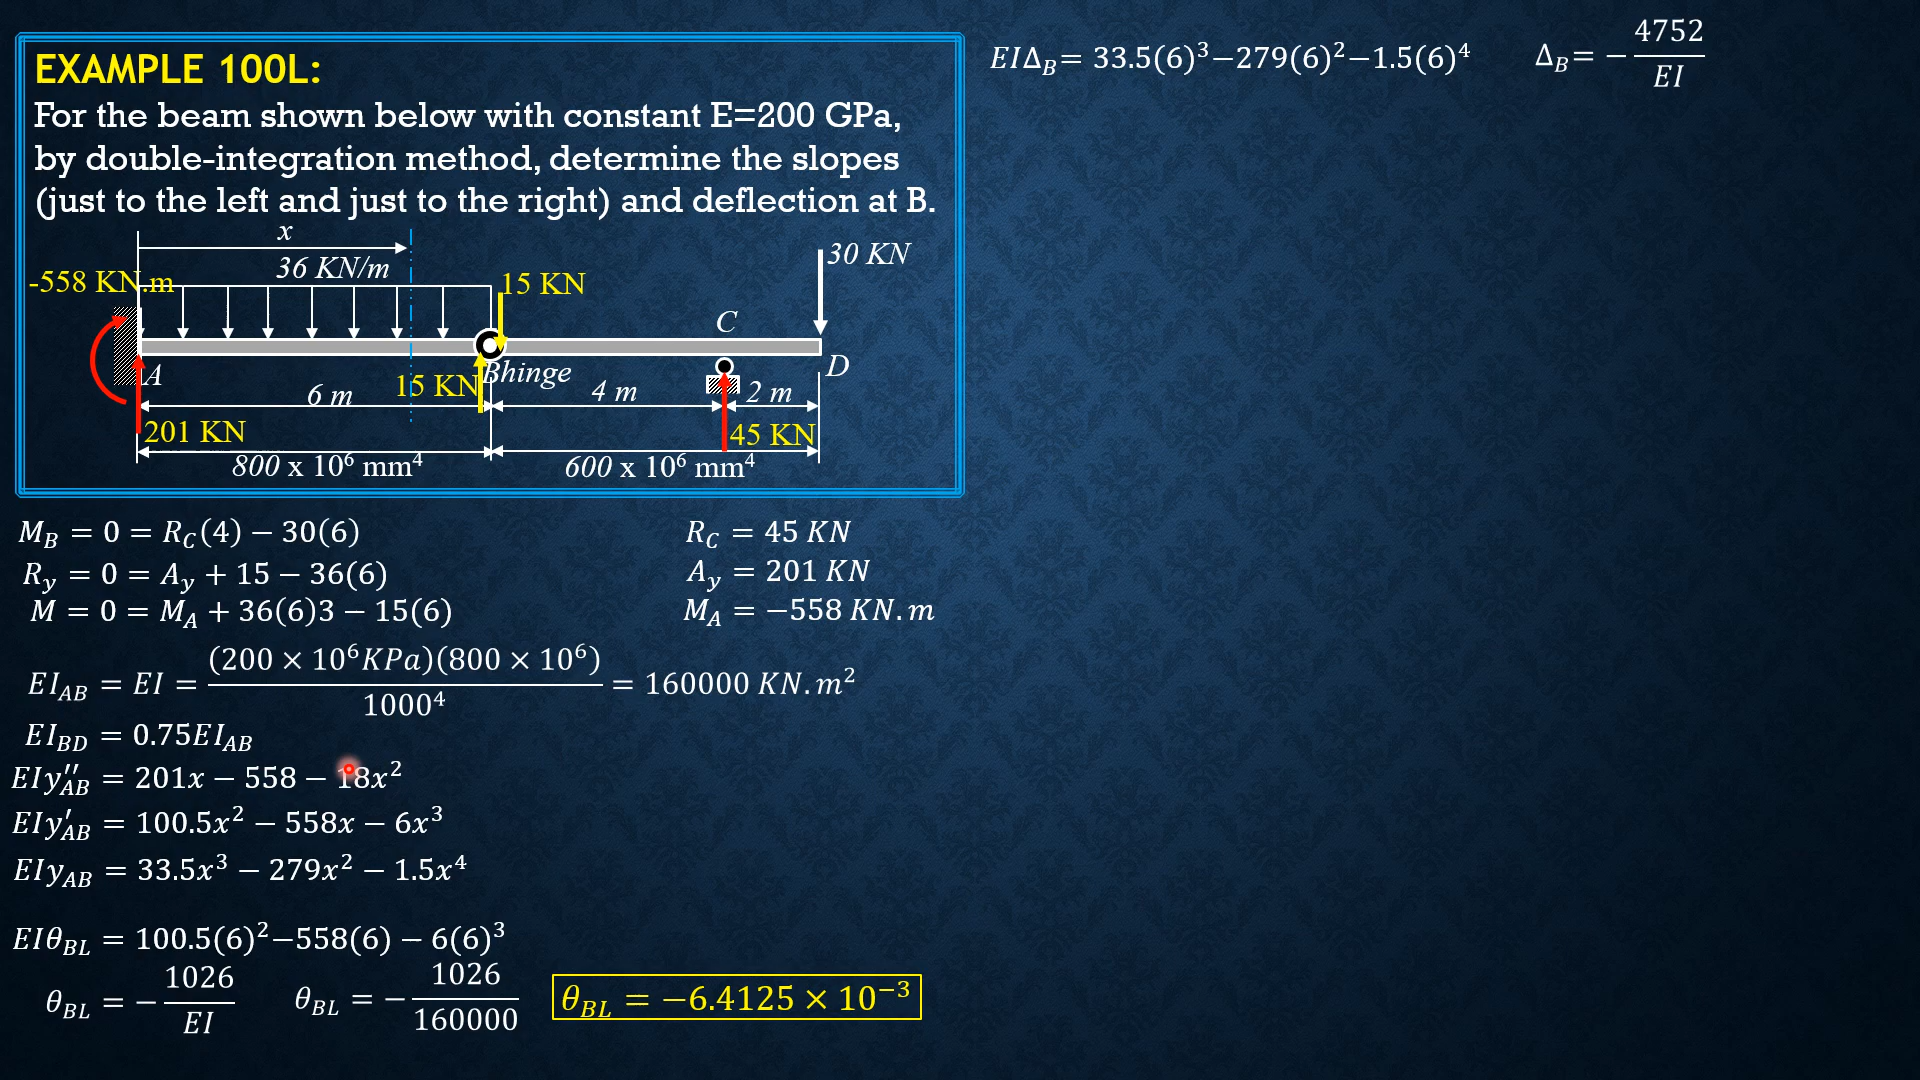 EXAMPLE 100L:
For the beam shown below with constant E=200 GPa,
by double-integration method, determine the slopes
(just to the left and just to the right) and deflection at B.
x
36 KN/m
-558 KN.m
15 KN
30 KN
C
A
Bhinge
D
15 KN
6 m
4 m
2 m
201 KN
45 KN
800 x 10⁶ mm⁴
600 x 10⁶ mm⁴
M_B = 0 = R_C(4) − 30(6)
R_C = 45 KN
R_y = 0 = A_y + 15 − 36(6)
A_y = 201 KN
M = 0 = M_A + 36(6)3 − 15(6)
M_A = −558 KN.m
EI_AB = EI = (200 × 10⁶KPa)(800 × 10⁶) / 1000⁴ = 160000 KN.m²
EI_BD = 0.75EI_AB
EIy''_AB = 201x − 558 − 18x²
EIy'_AB = 100.5x² − 558x − 6x³
EIy_AB = 33.5x³ − 279x² − 1.5x⁴
EIθ_BL = 100.5(6)²−558(6) − 6(6)³
θ_BL = − 1026 / EI
θ_BL = − 1026 / 160000
θ_BL = −6.4125 × 10⁻³
EIΔ_B= 33.5(6)³−279(6)²−1.5(6)⁴
Δ_B= − 4752 / EI